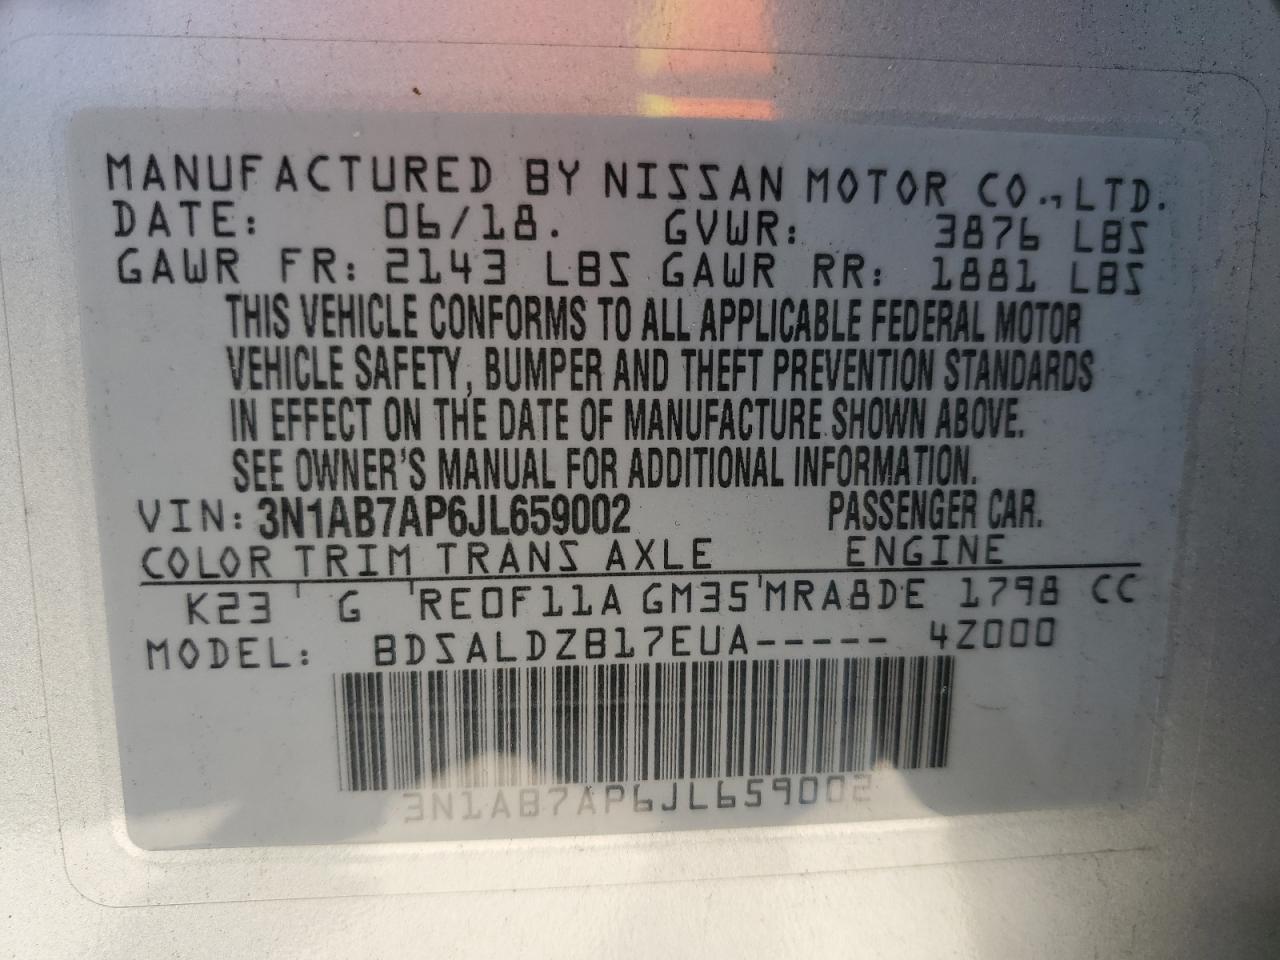 MANUFACTURED BY NISSAN MOTOR CO., LTD.
DATE: 06/18. GVWR: 3876 LBS
GAWR FR: 2143 LBS GAWR RR: 1881 LBS
THIS VEHICLE CONFORMS TO ALL APPLICABLE FEDERAL MOTOR
VEHICLE SAFETY, BUMPER AND THEFT PREVENTION STANDARDS
IN EFFECT ON THE DATE OF MANUFACTURE SHOWN ABOVE.
SEE OWNER'S MANUAL FOR ADDITIONAL INFORMATION.
VIN: 3N1AB7AP6JL659002 PASSENGER CAR.
COLOR TRIM TRANS AXLE ENGINE
K23 G RE0F11A GM35 MRA8DE 1798 CC
MODEL: BDSALDZB17EUA----- 4Z000
3N1AB7AP6JL659002